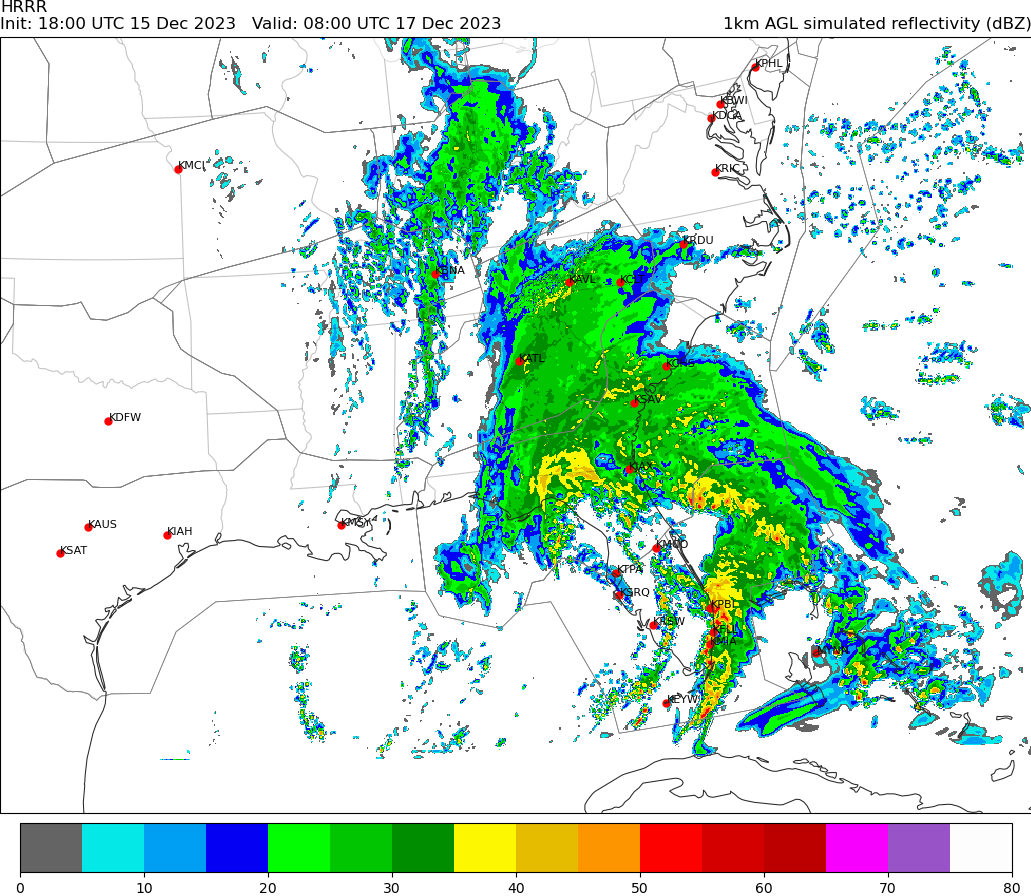 HRRR
Init: 18:00 UTC 15 Dec 2023   Valid: 08:00 UTC 17 Dec 2023   1km AGL simulated reflectivity (dBZ)
KPHL
KBWI
KDCA
KMCI
KRIC
KRDU
KBNA
KAVL
KATL
KCHS
KDFW
KSAV
KJAX
KAUS
KMSY
KIAH
KSAT
KMCO
KTPA
KSRQ
KPBI
KRSW
KFLL
KMIA
KEYW
0 10 20 30 40 50 60 70 80